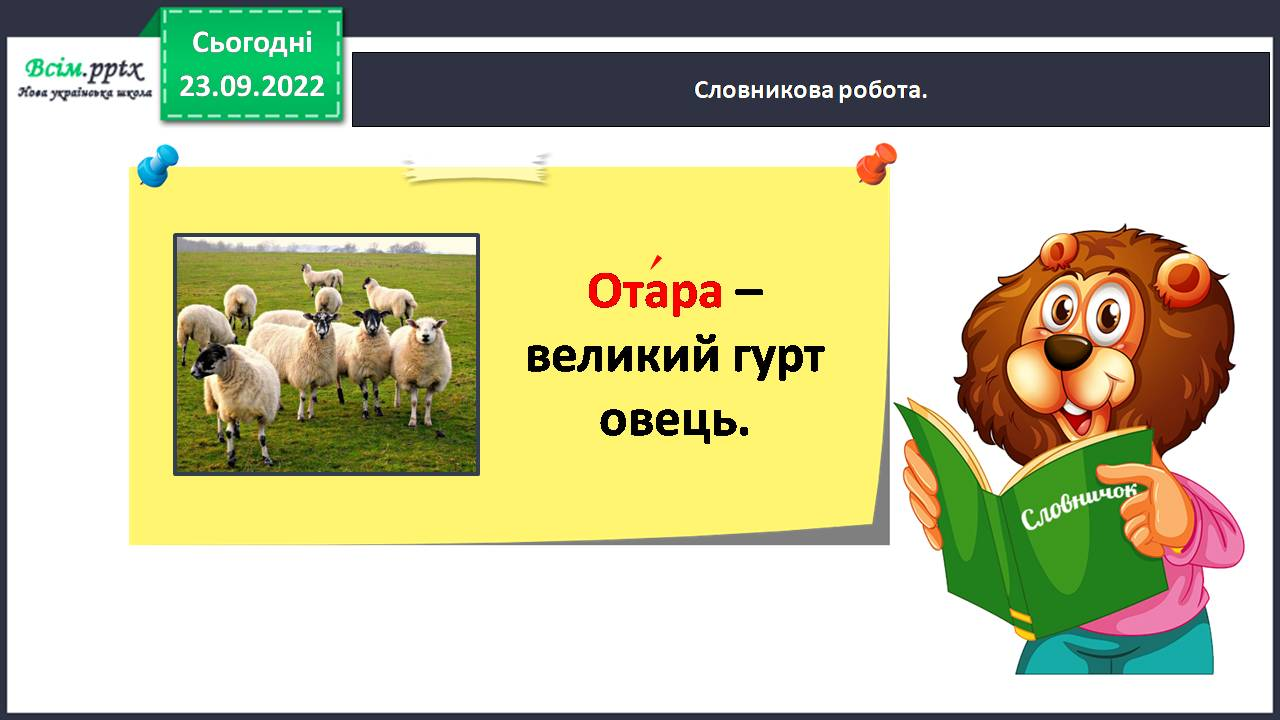 Всім.pptx
Нова українська школа
Сьогодні
23.09.2022
Словникова робота.
Ота́ра –
великий гурт
овець.
Словничок